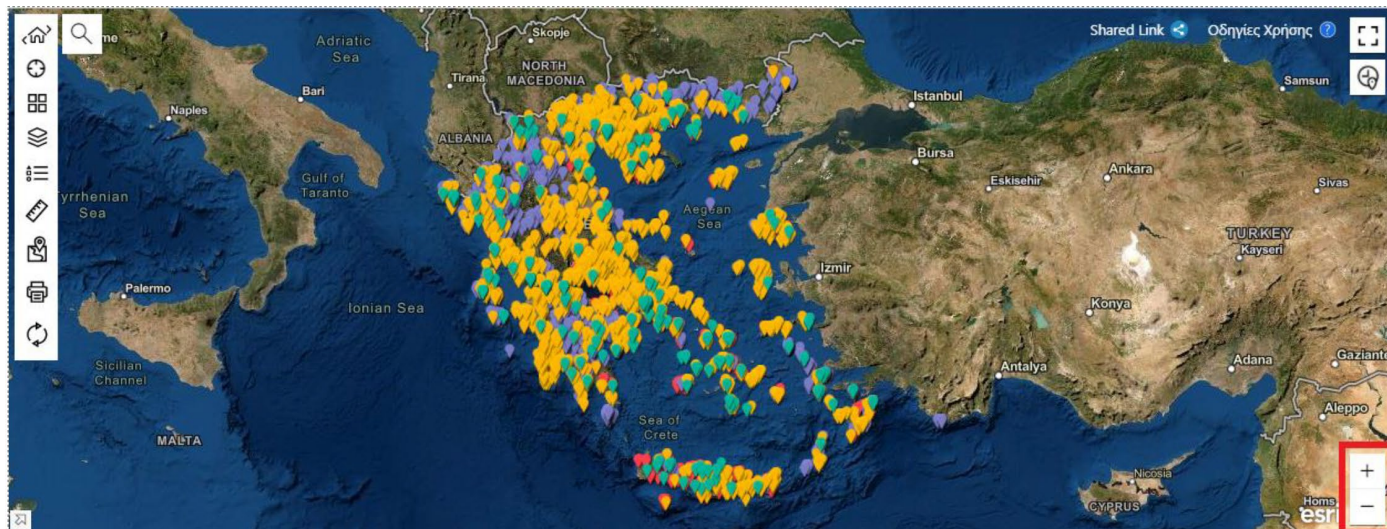 Shared Link
Οδηγίες Χρήσης ?
Skopje
Adriatic
Sea
NORTH
MACEDONIA
Tirana
Bari
Naples
ALBANIA
Istanbul
Samsun
Bursa
Ankara
Eskisehir
Sivas
Gulf of
Taranto
Tyrrhenian
Sea
Aegean
Sea
TURKEY
Kayseri
Izmir
Palermo
Ionian Sea
Konya
Sicilian
Channel
Antalya
Adana
Gaziante
Aleppo
MALTA
Sea of
Crete
Nicosia
CYPRUS
Homs
esri
+
−